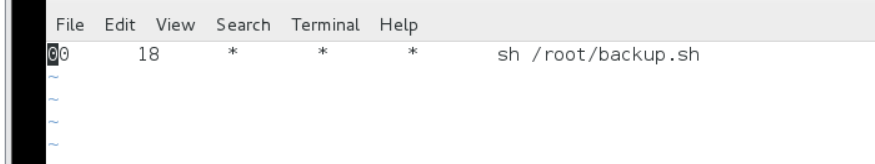 File Edit View Search Terminal Help
00 18 * * * sh /root/backup.sh
~
~
~
~